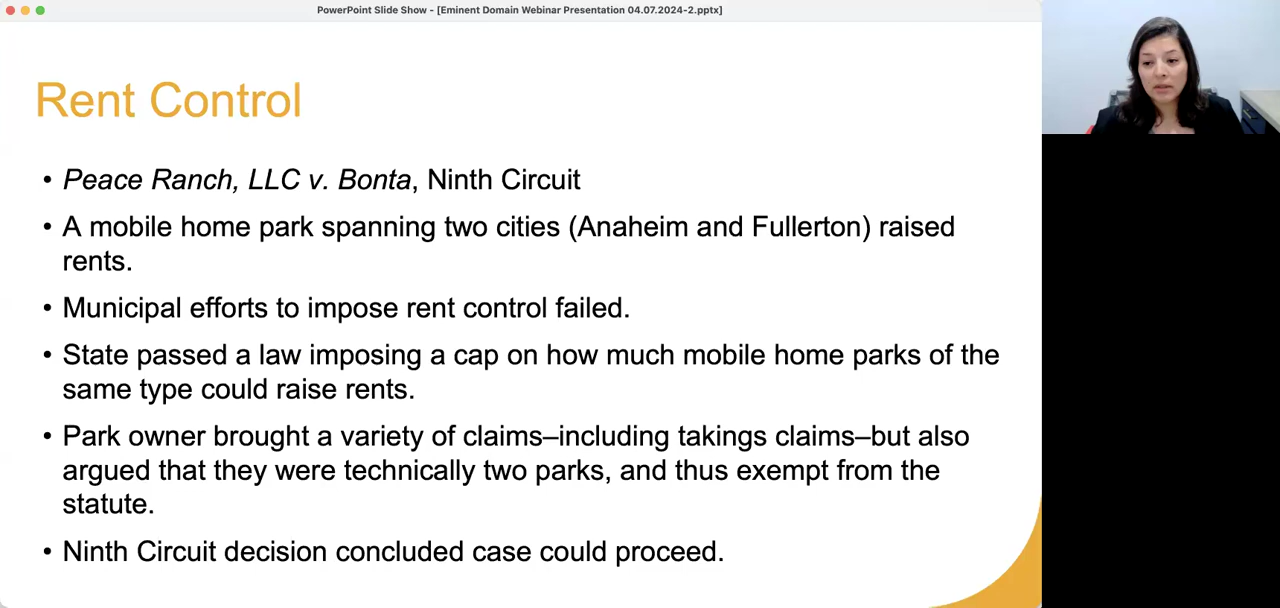 PowerPoint Slide Show - [Eminent Domain Webinar Presentation 04.07.2024-2.pptx]
Rent Control
• Peace Ranch, LLC v. Bonta, Ninth Circuit
• A mobile home park spanning two cities (Anaheim and Fullerton) raised
rents.
• Municipal efforts to impose rent control failed.
• State passed a law imposing a cap on how much mobile home parks of the
same type could raise rents.
• Park owner brought a variety of claims–including takings claims–but also
argued that they were technically two parks, and thus exempt from the
statute.
• Ninth Circuit decision concluded case could proceed.